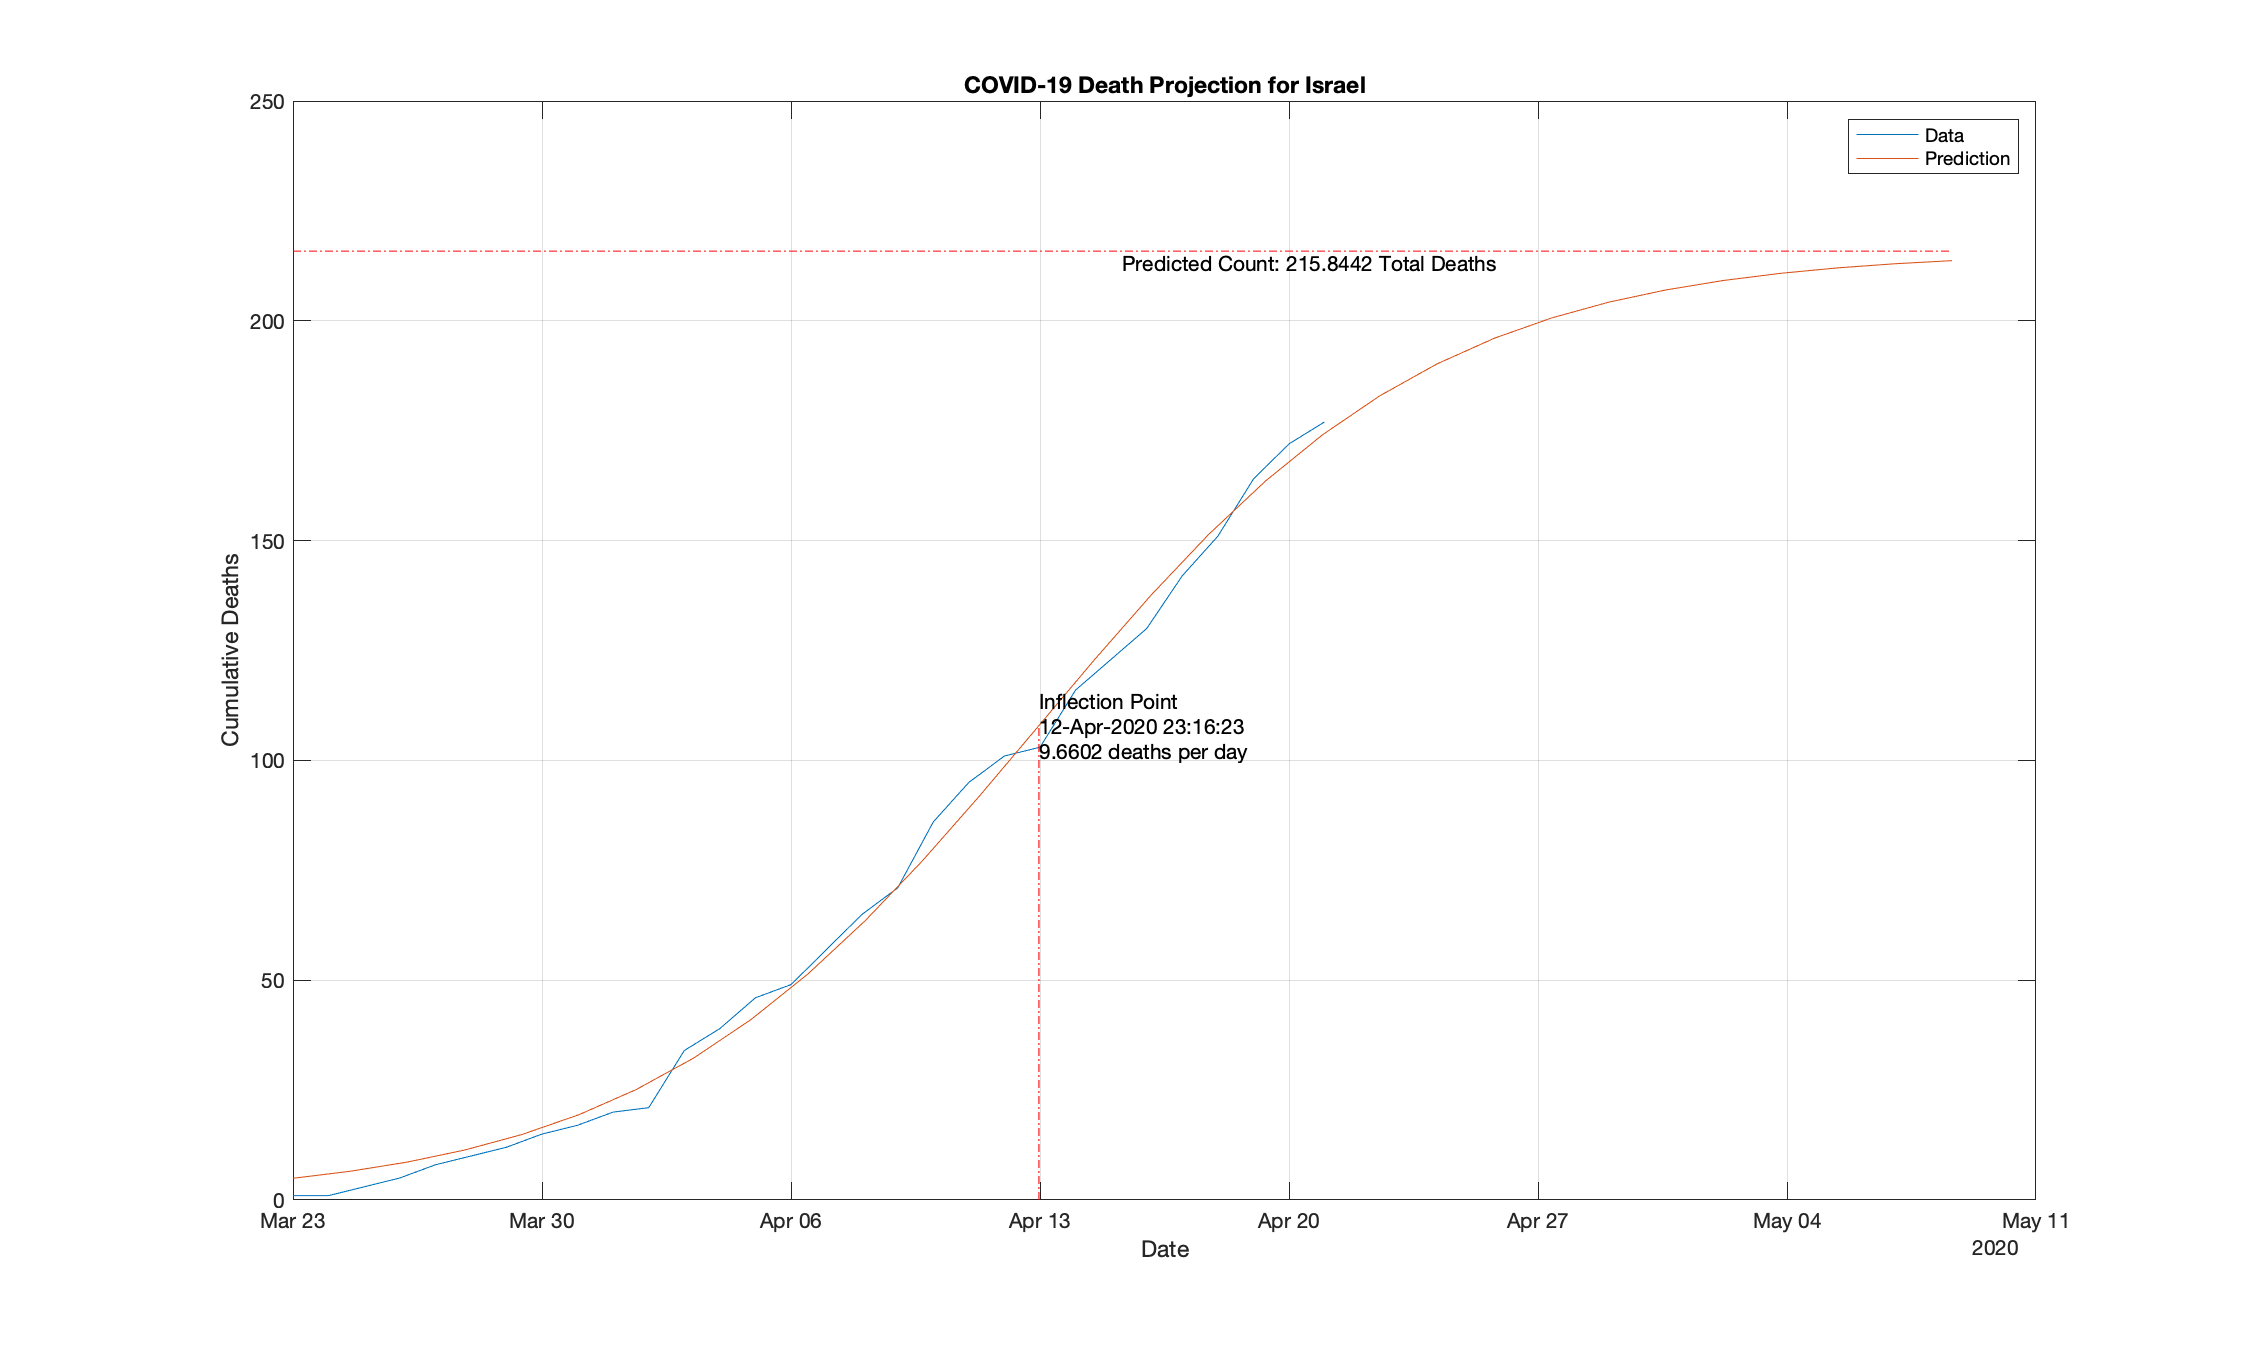 COVID-19 Death Projection for Israel
250
200
150
100
50
0
Cumulative Deaths
Data
Prediction
Predicted Count: 215.8442 Total Deaths
Inflection Point
12-Apr-2020 23:16:23
9.6602 deaths per day
Mar 23 Mar 30 Apr 06 Apr 13 Apr 20 Apr 27 May 04 May 11
Date
2020